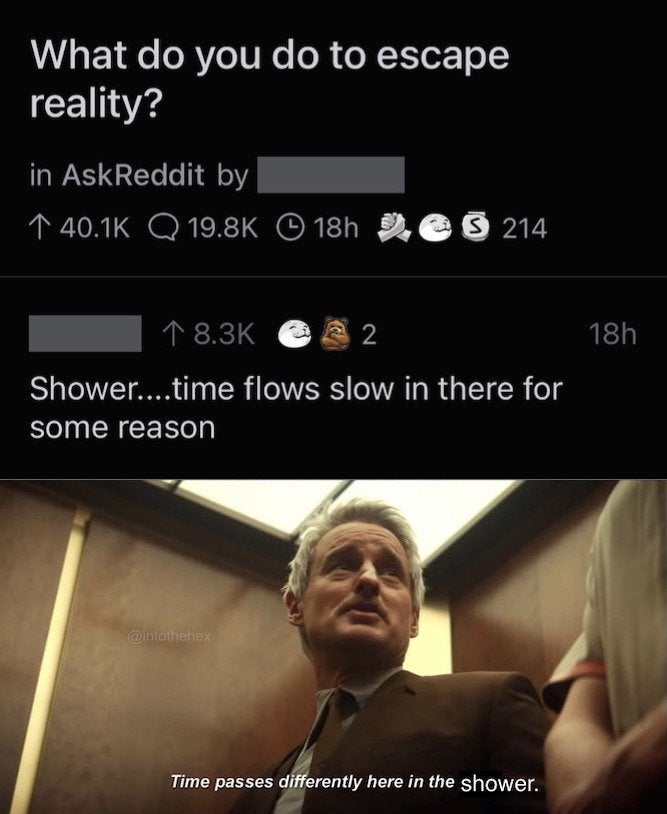 What do you do to escape
reality?
in AskReddit by
↑ 40.1K 19.8K 18h S 214
↑ 8.3K 2 18h
Shower....time flows slow in there for
some reason
@intothehex
Time passes differently here in the shower.